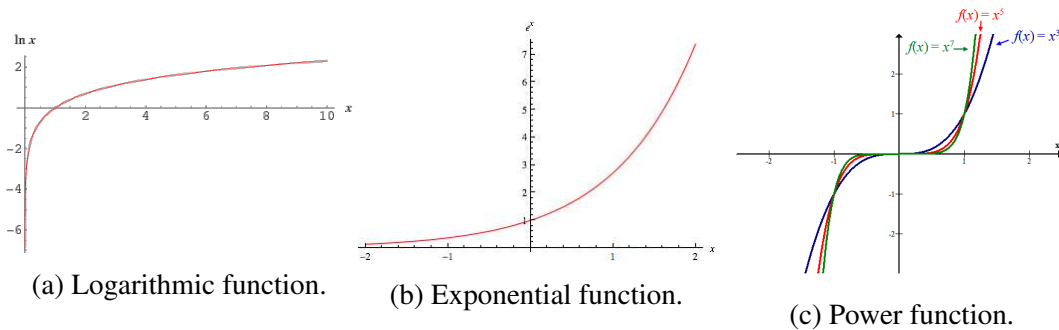 ln x
2
-2
-4
-6
2 4 6 8 10 x
(a) Logarithmic function.
e^x
7
6
5
4
3
2
1
-2 -1 0 1 2 x
(b) Exponential function.
f(x) = x^5
f(x) = x^7
f(x) = x^3
x
2
1
-2 -1 0 1 2
-1
-2
(c) Power function.